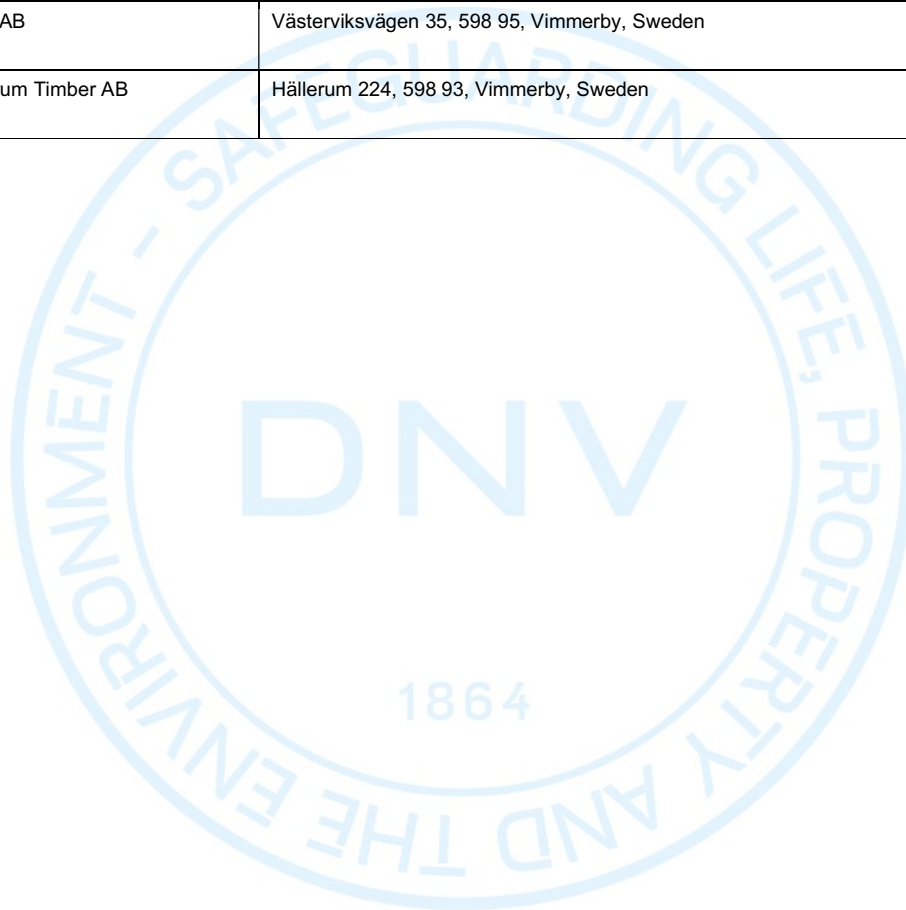 AB Västerviksvägen 35, 598 95, Vimmerby, Sweden
um Timber AB Hällerum 224, 598 93, Vimmerby, Sweden
SAFEGUARDING LIFE, PROPERTY AND THE ENVIRONMENT -
DNV
1864